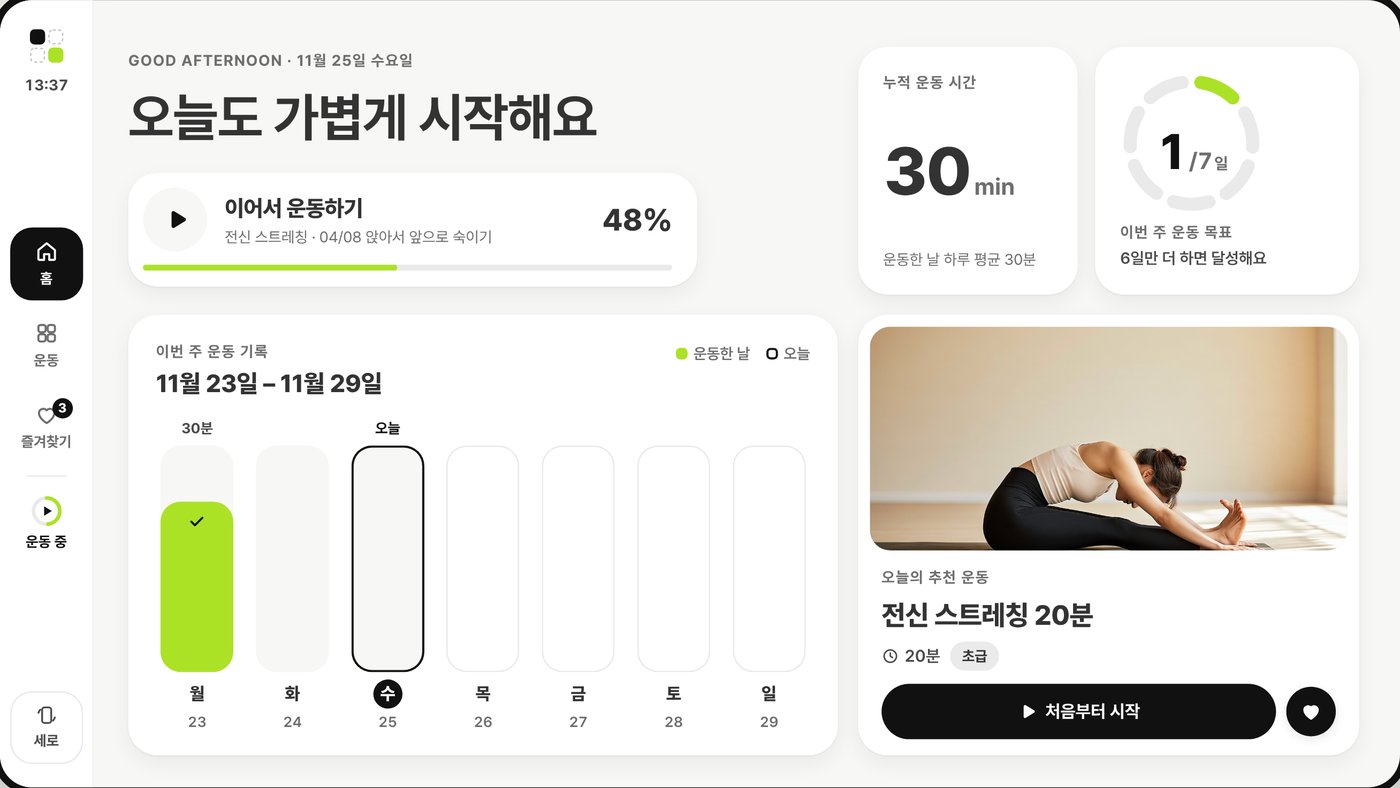 13:37
홈
운동
3
즐겨찾기
운동 중
세로
GOOD AFTERNOON · 11월 25일 수요일
오늘도 가볍게 시작해요
이어서 운동하기
전신 스트레칭 · 04/08 앉아서 앞으로 숙이기
48%
누적 운동 시간
30 min
운동한 날 하루 평균 30분
1 /7일
이번 주 운동 목표
6일만 더 하면 달성해요
이번 주 운동 기록
11월 23일 – 11월 29일
운동한 날 오늘
30분 오늘
월 화 수 목 금 토 일
23 24 25 26 27 28 29
오늘의 추천 운동
전신 스트레칭 20분
20분 초급
처음부터 시작